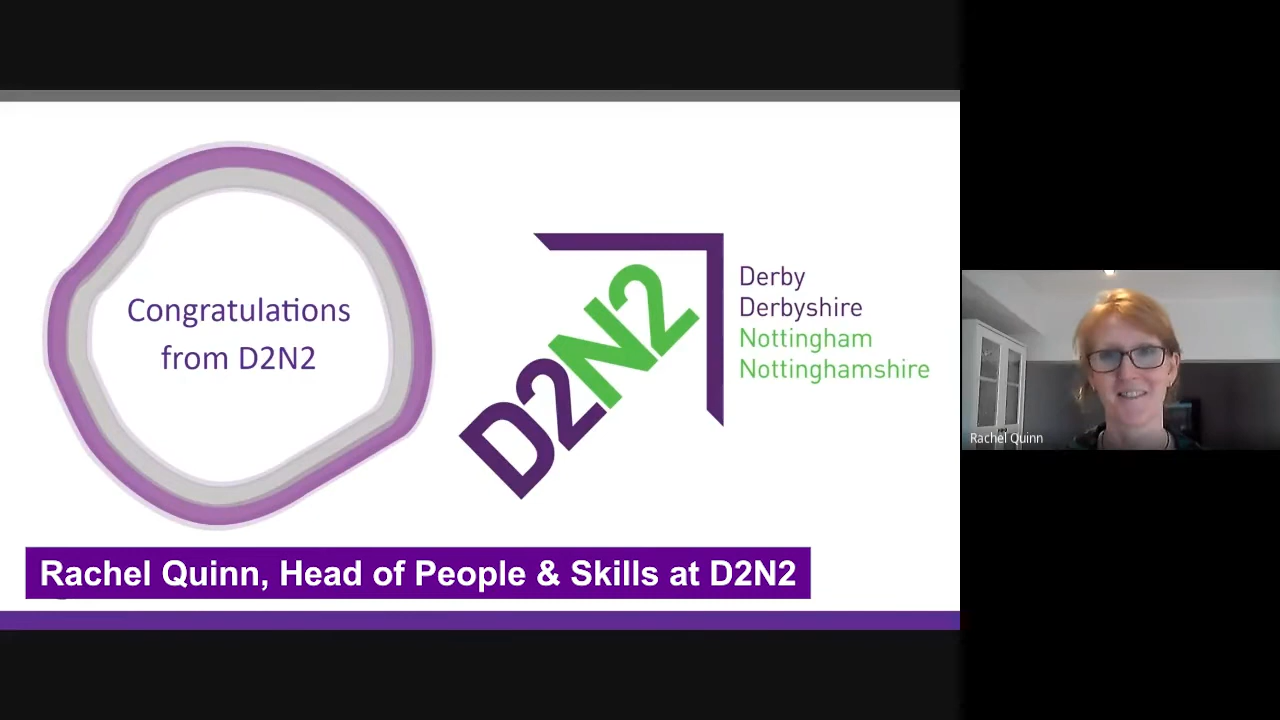 Congratulations
from D2N2
D2N2
Derby
Derbyshire
Nottingham
Nottinghamshire
Rachel Quinn
Rachel Quinn, Head of People & Skills at D2N2